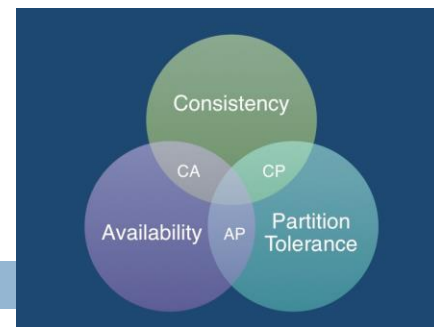 Consistency
CA
CP
Availability
AP
Partition
Tolerance